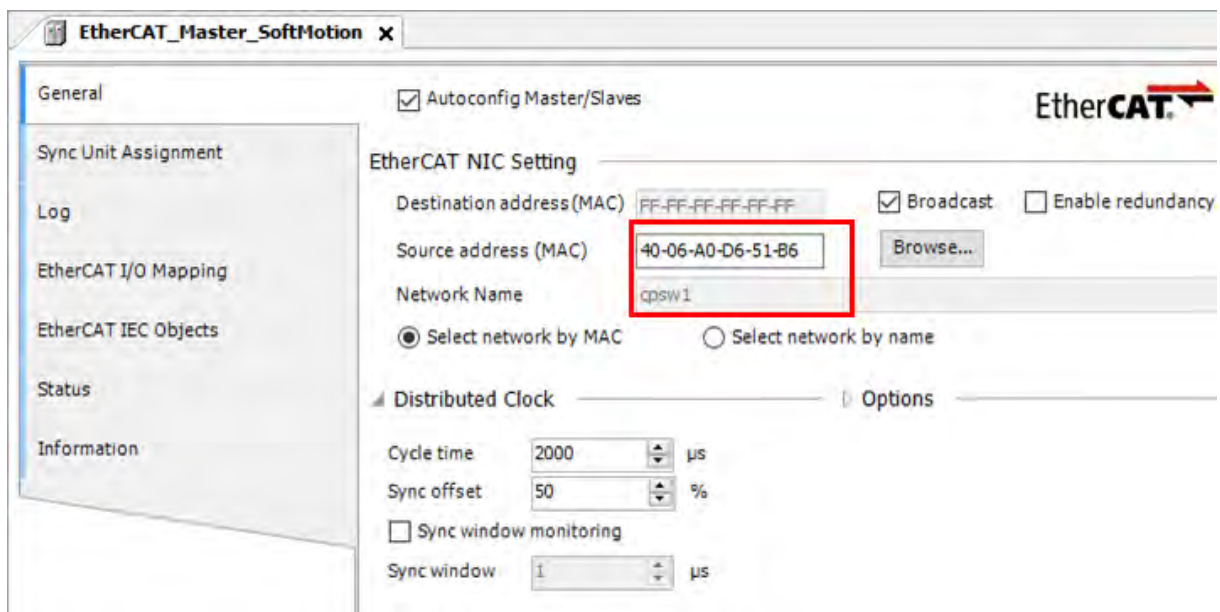 EtherCAT_Master_SoftMotion
General
Sync Unit Assignment
Log
EtherCAT I/O Mapping
EtherCAT IEC Objects
Status
Information
Autoconfig Master/Slaves
EtherCAT.
EtherCAT NIC Setting
Destination address (MAC) FF-FF-FF-FF-FF-FF Broadcast Enable redundancy
Source address (MAC) 40-06-A0-D6-51-B6 Browse...
Network Name cpsw1
Select network by MAC Select network by name
Distributed Clock Options
Cycle time 2000 µs
Sync offset 50 %
Sync window monitoring
Sync window 1 µs